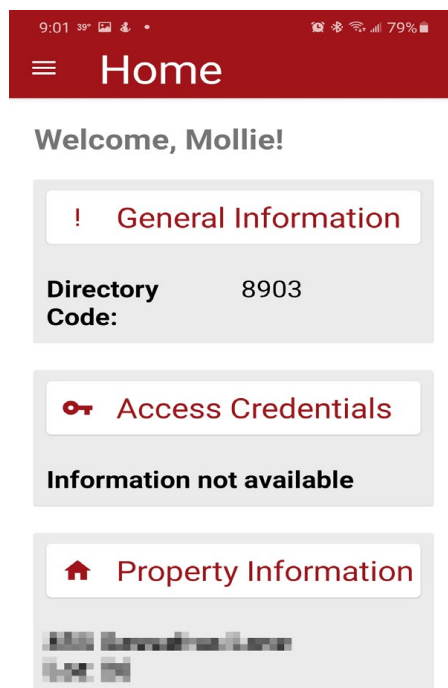 9:01 39° 79%
Home
Welcome, Mollie!
! General Information
Directory 8903
Code:
Access Credentials
Information not available
Property Information